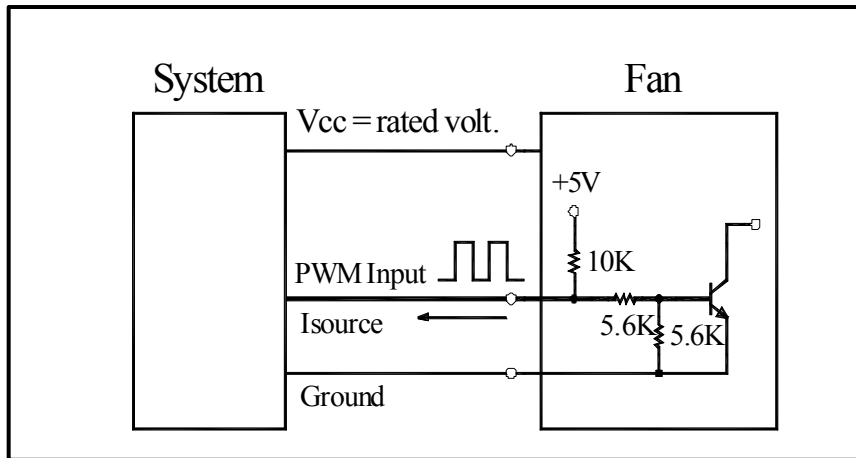 System
Fan
Vcc = rated volt.
+5V
10K
PWM Input
Isource
5.6K
5.6K
Ground